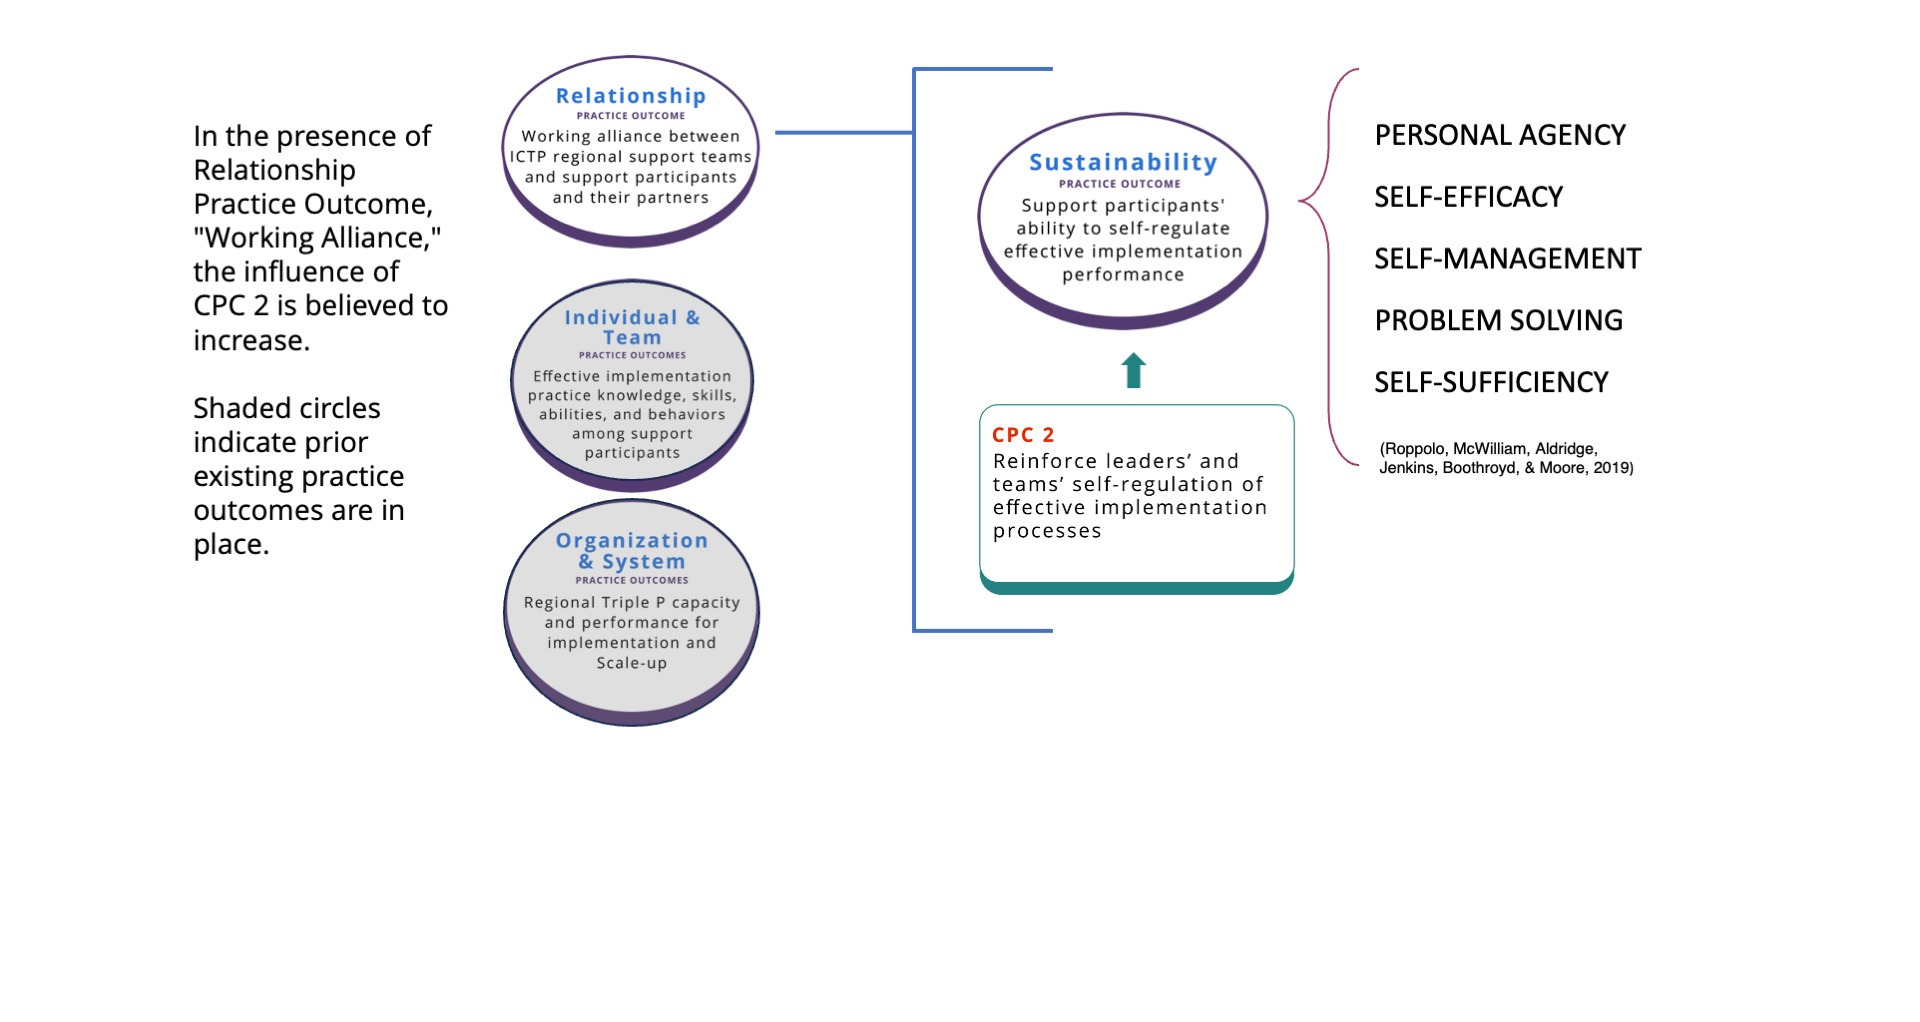 In the presence of
Relationship
Practice Outcome,
"Working Alliance,"
the influence of
CPC 2 is believed to
increase.
Shaded circles
indicate prior
existing practice
outcomes are in
place.
Relationship
PRACTICE OUTCOME
Working alliance between
ICTP regional support teams
and support participants
and their partners
Individual &
Team
PRACTICE OUTCOMES
Effective implementation
practice knowledge, skills,
abilities, and behaviors
among support
participants
Organization
& System
PRACTICE OUTCOMES
Regional Triple P capacity
and performance for
implementation and
Scale-up
Sustainability
PRACTICE OUTCOME
Support participants'
ability to self-regulate
effective implementation
performance
CPC 2
Reinforce leaders’ and
teams’ self-regulation of
effective implementation
processes
PERSONAL AGENCY
SELF-EFFICACY
SELF-MANAGEMENT
PROBLEM SOLVING
SELF-SUFFICIENCY
(Roppolo, McWilliam, Aldridge,
Jenkins, Boothroyd, & Moore, 2019)